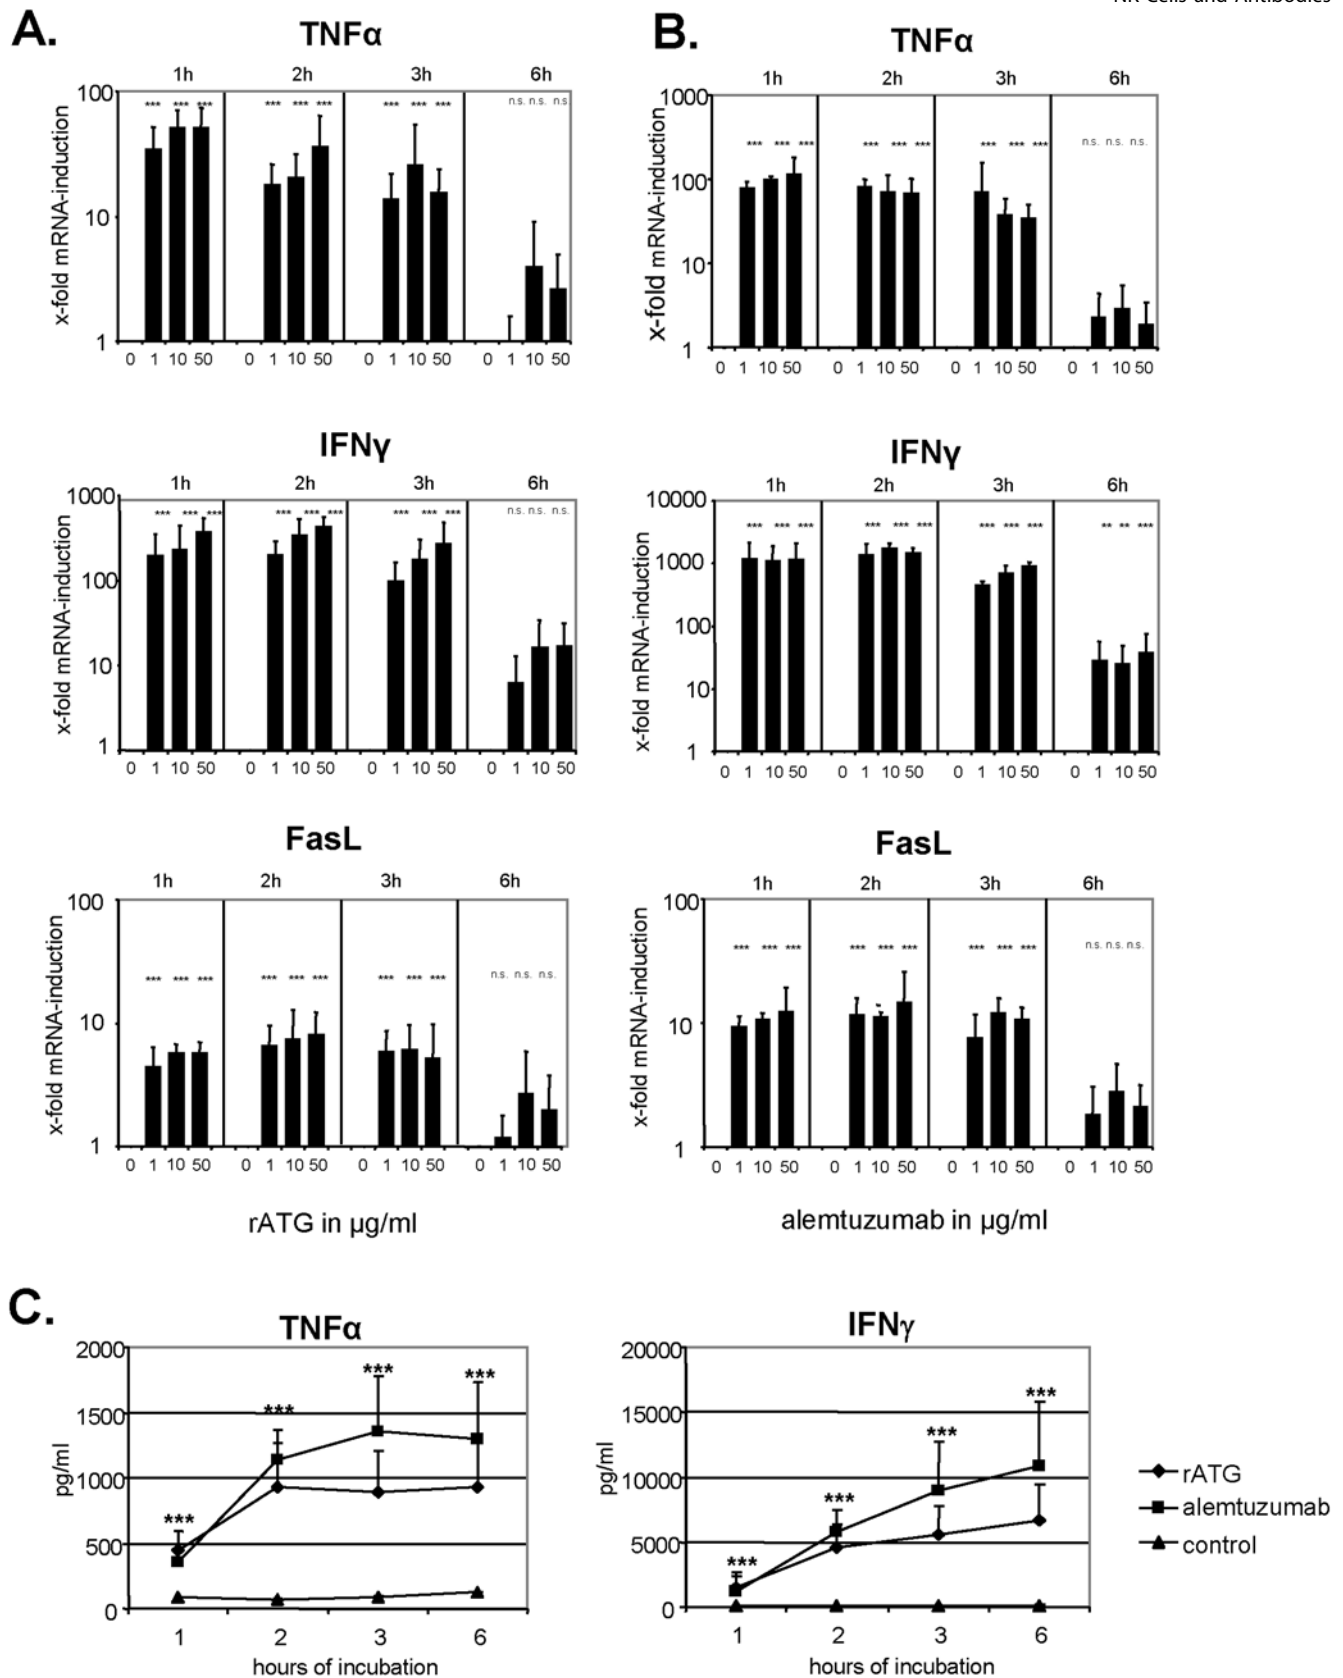 NK Cells and Antibodies
A.
TNFα
1h 2h 3h 6h
x-fold mRNA-induction
100
10
1
*** *** *** *** *** *** *** *** *** n.s. n.s. n.s.
0 1 10 50 0 1 10 50 0 1 10 50 0 1 10 50
IFNγ
1h 2h 3h 6h
x-fold mRNA-induction
1000
100
10
1
*** *** *** *** *** *** *** *** *** n.s. n.s. n.s.
0 1 10 50 0 1 10 50 0 1 10 50 0 1 10 50
FasL
1h 2h 3h 6h
x-fold mRNA-induction
100
10
1
*** *** *** *** *** *** *** *** *** n.s. n.s. n.s.
0 1 10 50 0 1 10 50 0 1 10 50 0 1 10 50
rATG in µg/ml
B.
TNFα
1h 2h 3h 6h
x-fold mRNA-induction
1000
100
10
1
*** *** *** *** *** *** *** *** *** n.s. n.s. n.s.
0 1 10 50 0 1 10 50 0 1 10 50 0 1 10 50
IFNγ
1h 2h 3h 6h
x-fold mRNA-induction
10000
1000
100
10
1
*** *** *** *** *** *** *** *** *** ** ** ***
0 1 10 50 0 1 10 50 0 1 10 50 0 1 10 50
FasL
1h 2h 3h 6h
x-fold mRNA-induction
100
10
1
*** *** *** *** *** *** *** *** *** n.s. n.s. n.s.
0 1 10 50 0 1 10 50 0 1 10 50 0 1 10 50
alemtuzumab in µg/ml
C.
TNFα
pg/ml
2000
1500
1000
500
0
*** *** *** ***
1 2 3 6
hours of incubation
IFNγ
pg/ml
20000
15000
10000
5000
0
*** *** *** ***
1 2 3 6
hours of incubation
rATG
alemtuzumab
control